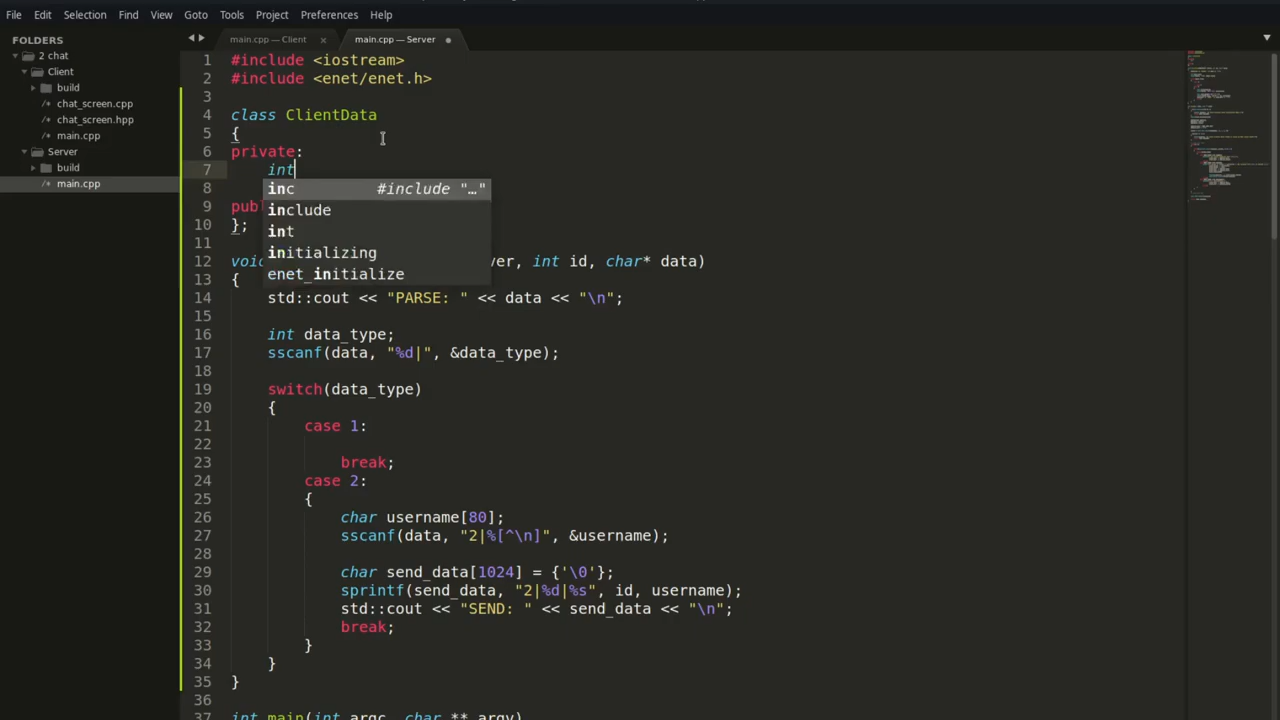 File Edit Selection Find View Goto Tools Project Preferences Help
FOLDERS
2 chat
Client
build
chat_screen.cpp
chat_screen.hpp
main.cpp
Server
build
main.cpp
main.cpp — Client × main.cpp — Server
1 #include <iostream>
2 #include <enet/enet.h>
3
4 class ClientData
5 {
6 private:
7     int
8
9 publ
10 };
11
12 voi ver, int id, char* data)
13 {
14     std::cout << "PARSE: " << data << "\n";
15
16     int data_type;
17     sscanf(data, "%d|", &data_type);
18
19     switch(data_type)
20     {
21         case 1:
22
23             break;
24         case 2:
25         {
26             char username[80];
27             sscanf(data, "2|%[^\n]", &username);
28
29             char send_data[1024] = {'\0'};
30             sprintf(send_data, "2|%d|%s", id, username);
31             std::cout << "SEND: " << send_data << "\n";
32             break;
33         }
34     }
35 }
36
37 int main(int argc, char ** argv)
inc #include "…"
include
int
initializing
enet_initialize